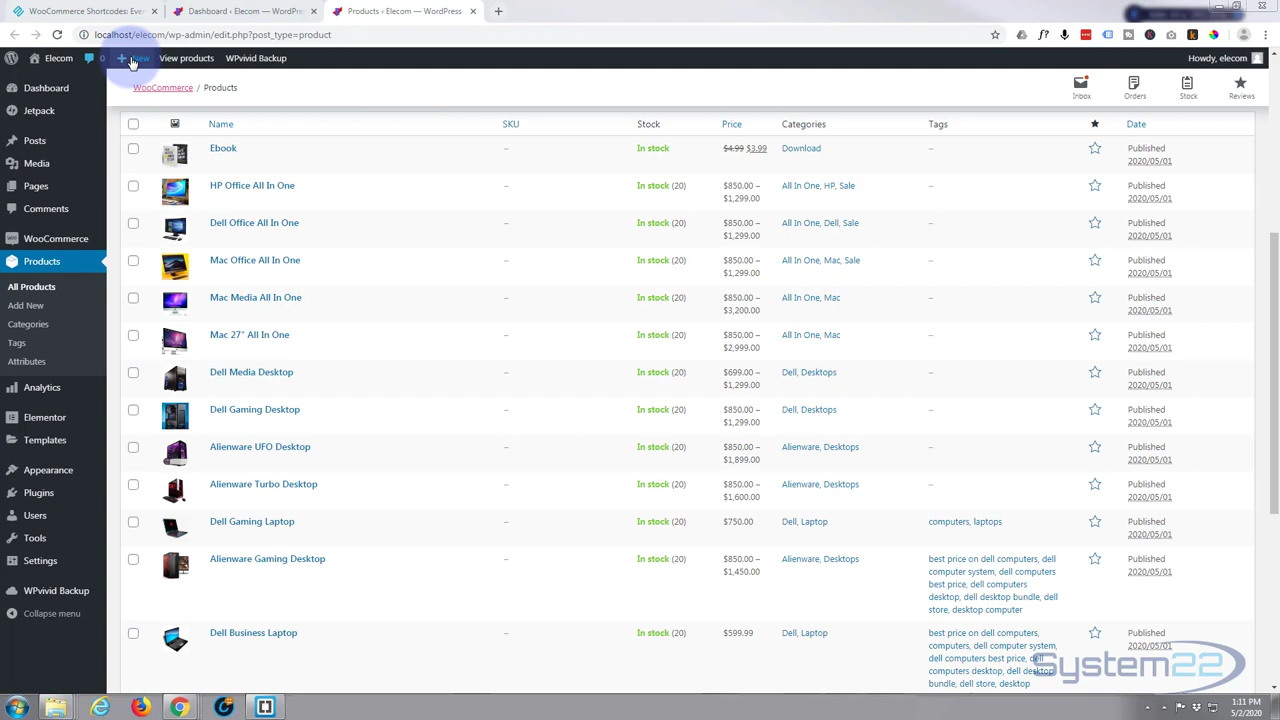 WooCommerce Shortcodes: Eve
Dashboard ‹ Elecom — WordPre
Products ‹ Elecom — WordPress
localhost/elecom/wp-admin/edit.php?post_type=product
Elecom
0
New
View products
WPvivid Backup
Howdy, elecom
WooCommerce / Products
Inbox
Orders
Stock
Reviews
Dashboard
Jetpack
Posts
Media
Pages
Comments
WooCommerce
Products
All Products
Add New
Categories
Tags
Attributes
Analytics
Elementor
Templates
Appearance
Plugins
Users
Tools
Settings
WPvivid Backup
Collapse menu
Name SKU Stock Price Categories Tags Date
Ebook – In stock $4.99 $3.99 Download – Published
2020/05/01
HP Office All In One – In stock (20) $850.00 – All In One, HP, Sale – Published
$1,299.00 2020/05/01
Dell Office All In One – In stock (20) $850.00 – All In One, Dell, Sale – Published
$1,299.00 2020/05/01
Mac Office All In One – In stock (20) $850.00 – All In One, Mac, Sale – Published
$1,299.00 2020/05/01
Mac Media All In One – In stock (20) $850.00 – All In One, Mac – Published
$3,200.00 2020/05/01
Mac 27" All In One – In stock (20) $850.00 – All In One, Mac – Published
$2,999.00 2020/05/01
Dell Media Desktop – In stock (20) $699.00 – Dell, Desktops – Published
$1,299.00 2020/05/01
Dell Gaming Desktop – In stock (20) $850.00 – Dell, Desktops – Published
$1,299.00 2020/05/01
Alienware UFO Desktop – In stock (20) $850.00 – Alienware, Desktops – Published
$1,899.00 2020/05/01
Alienware Turbo Desktop – In stock (20) $850.00 – Alienware, Desktops – Published
$1,600.00 2020/05/01
Dell Gaming Laptop – In stock (20) $750.00 Dell, Laptop computers, laptops Published
2020/05/01
Alienware Gaming Desktop – In stock (20) $850.00 – Alienware, Desktops best price on dell computers, dell Published
$1,450.00 computer system, dell computers 2020/05/01
best price, dell computers
desktop, dell desktop bundle, dell
store, desktop computer
Dell Business Laptop – In stock (20) $599.99 Dell, Laptop best price on dell computers, Published
computers, dell computer system, 2020/05/01
dell computers best price, dell
computers desktop, dell desktop
bundle, dell store, desktop
System22
1:11 PM
5/2/2020